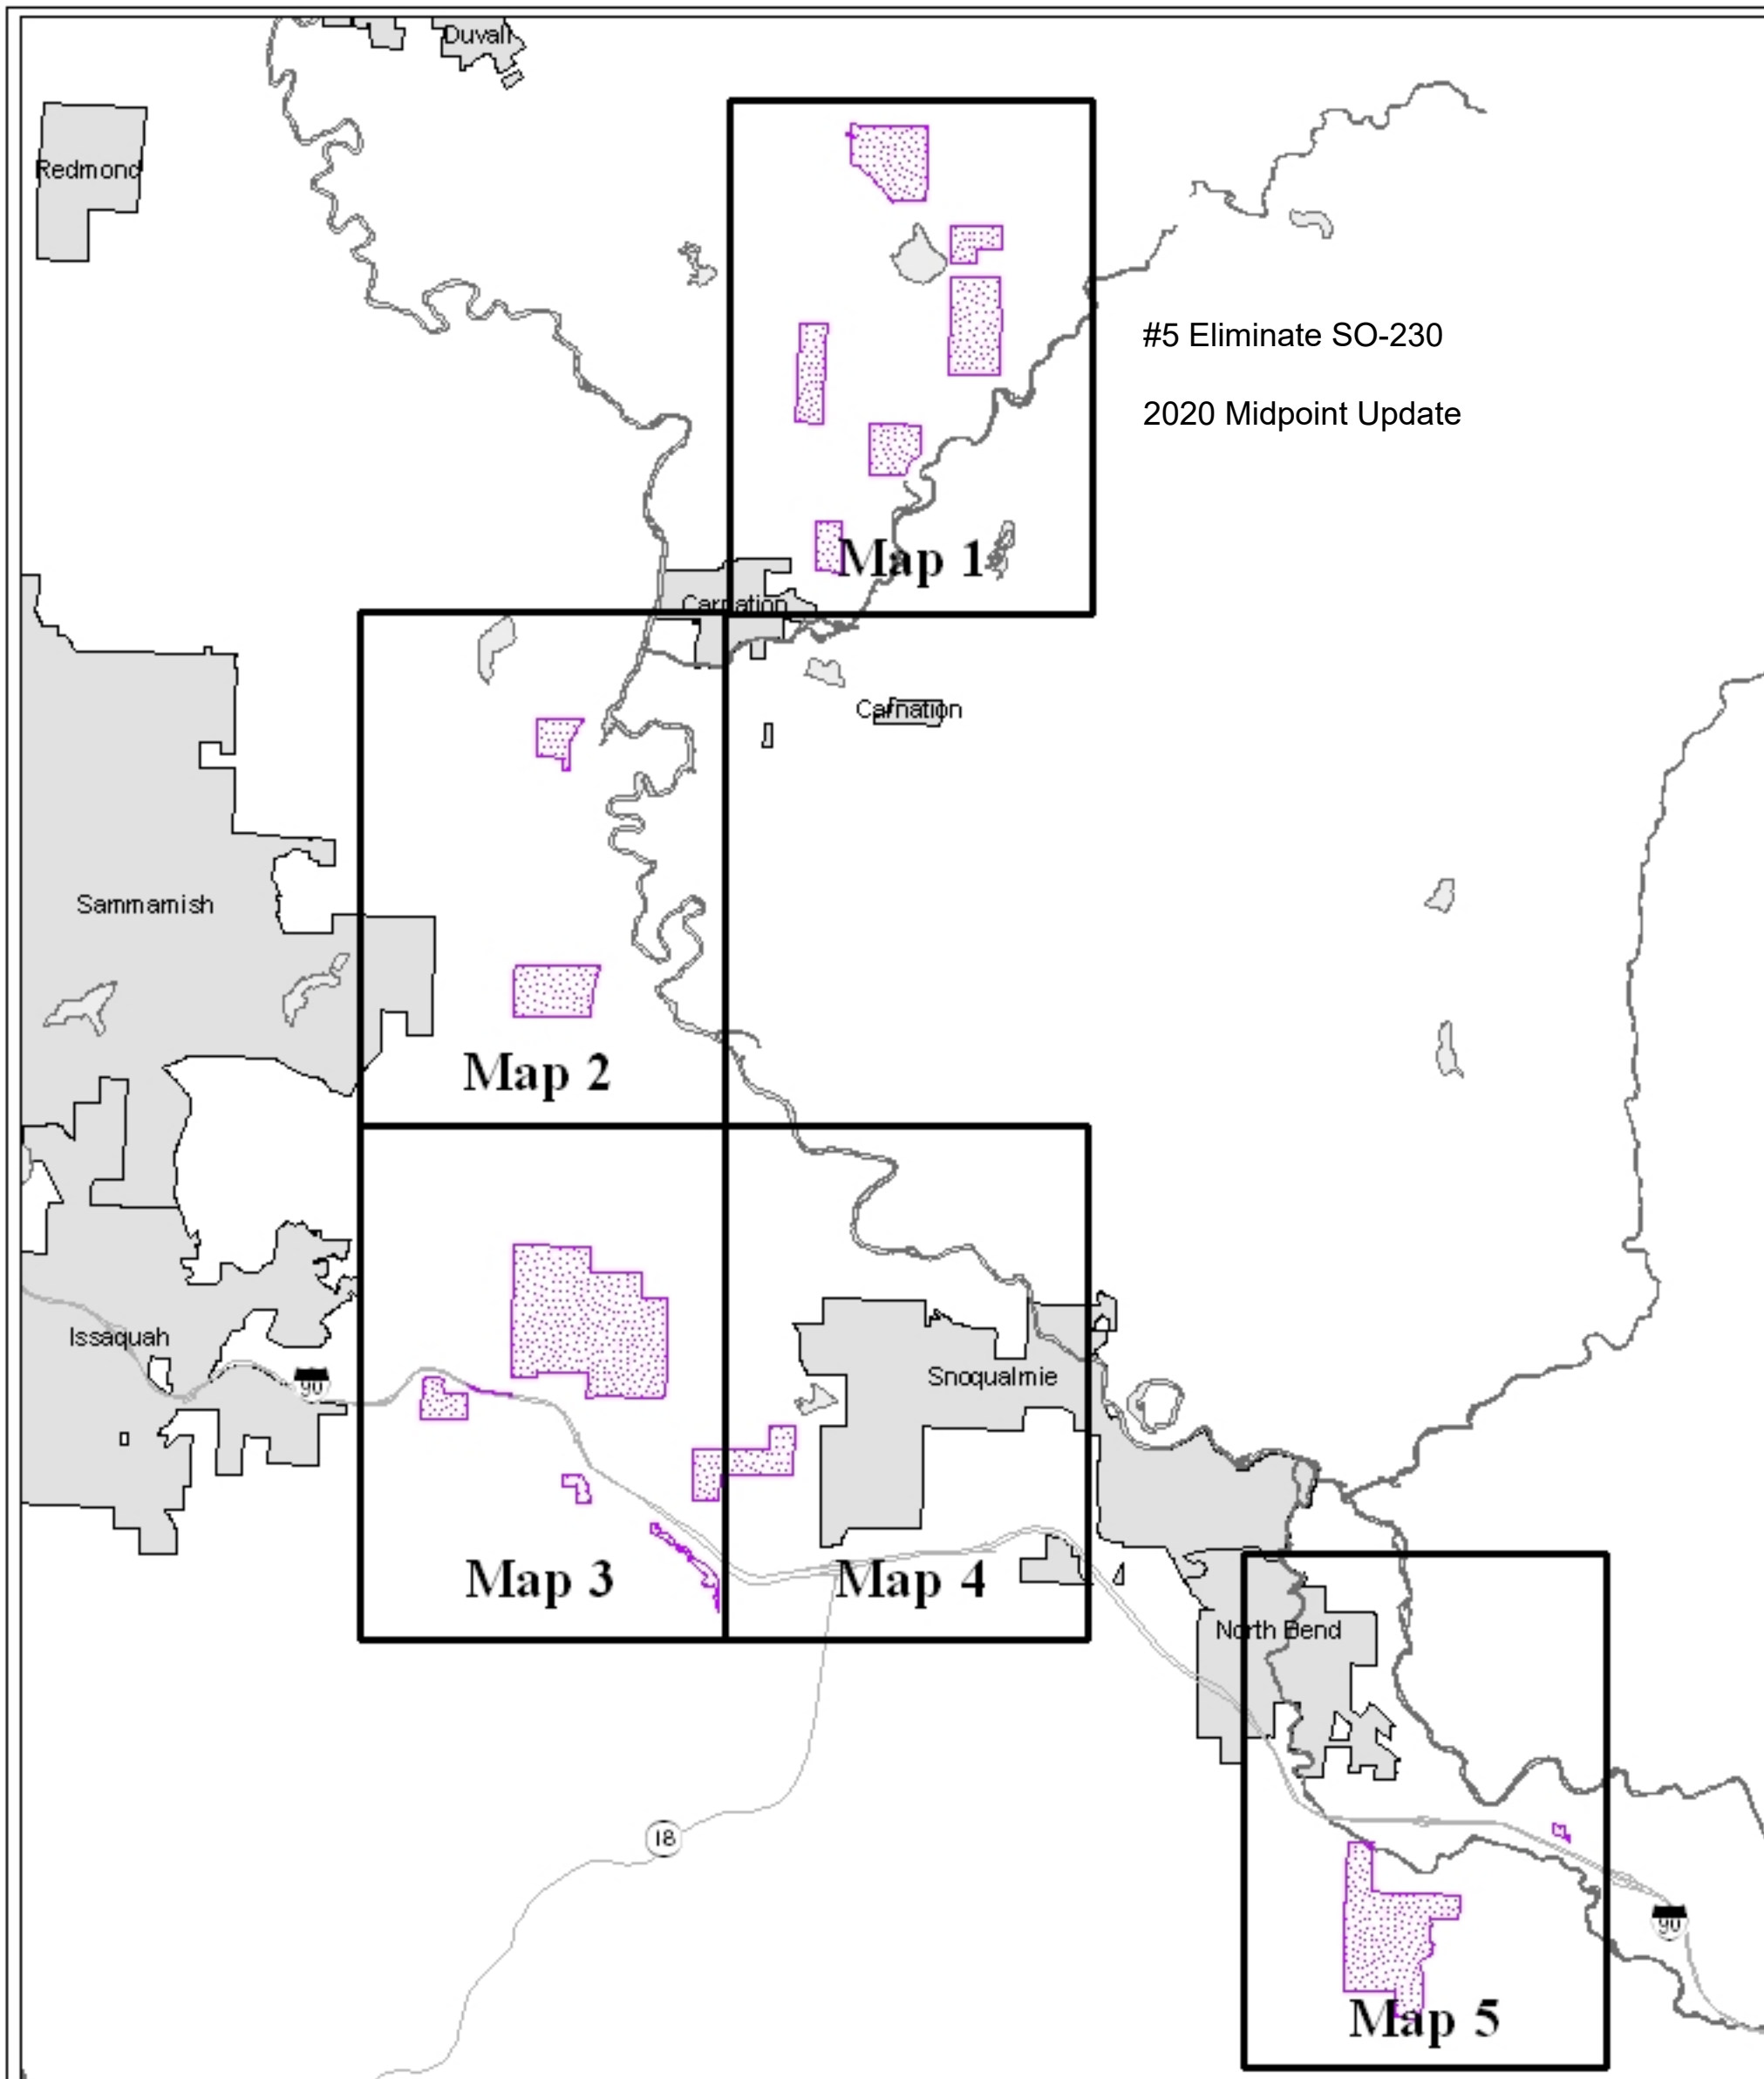 Duvall
Redmond
#5 Eliminate SO-230
2020 Midpoint Update
Map 1
Carnation
Carnation
Sammamish
Map 2
Issaquah
90
Snoqualmie
Map 3
Map 4
North Bend
18
90
Map 5